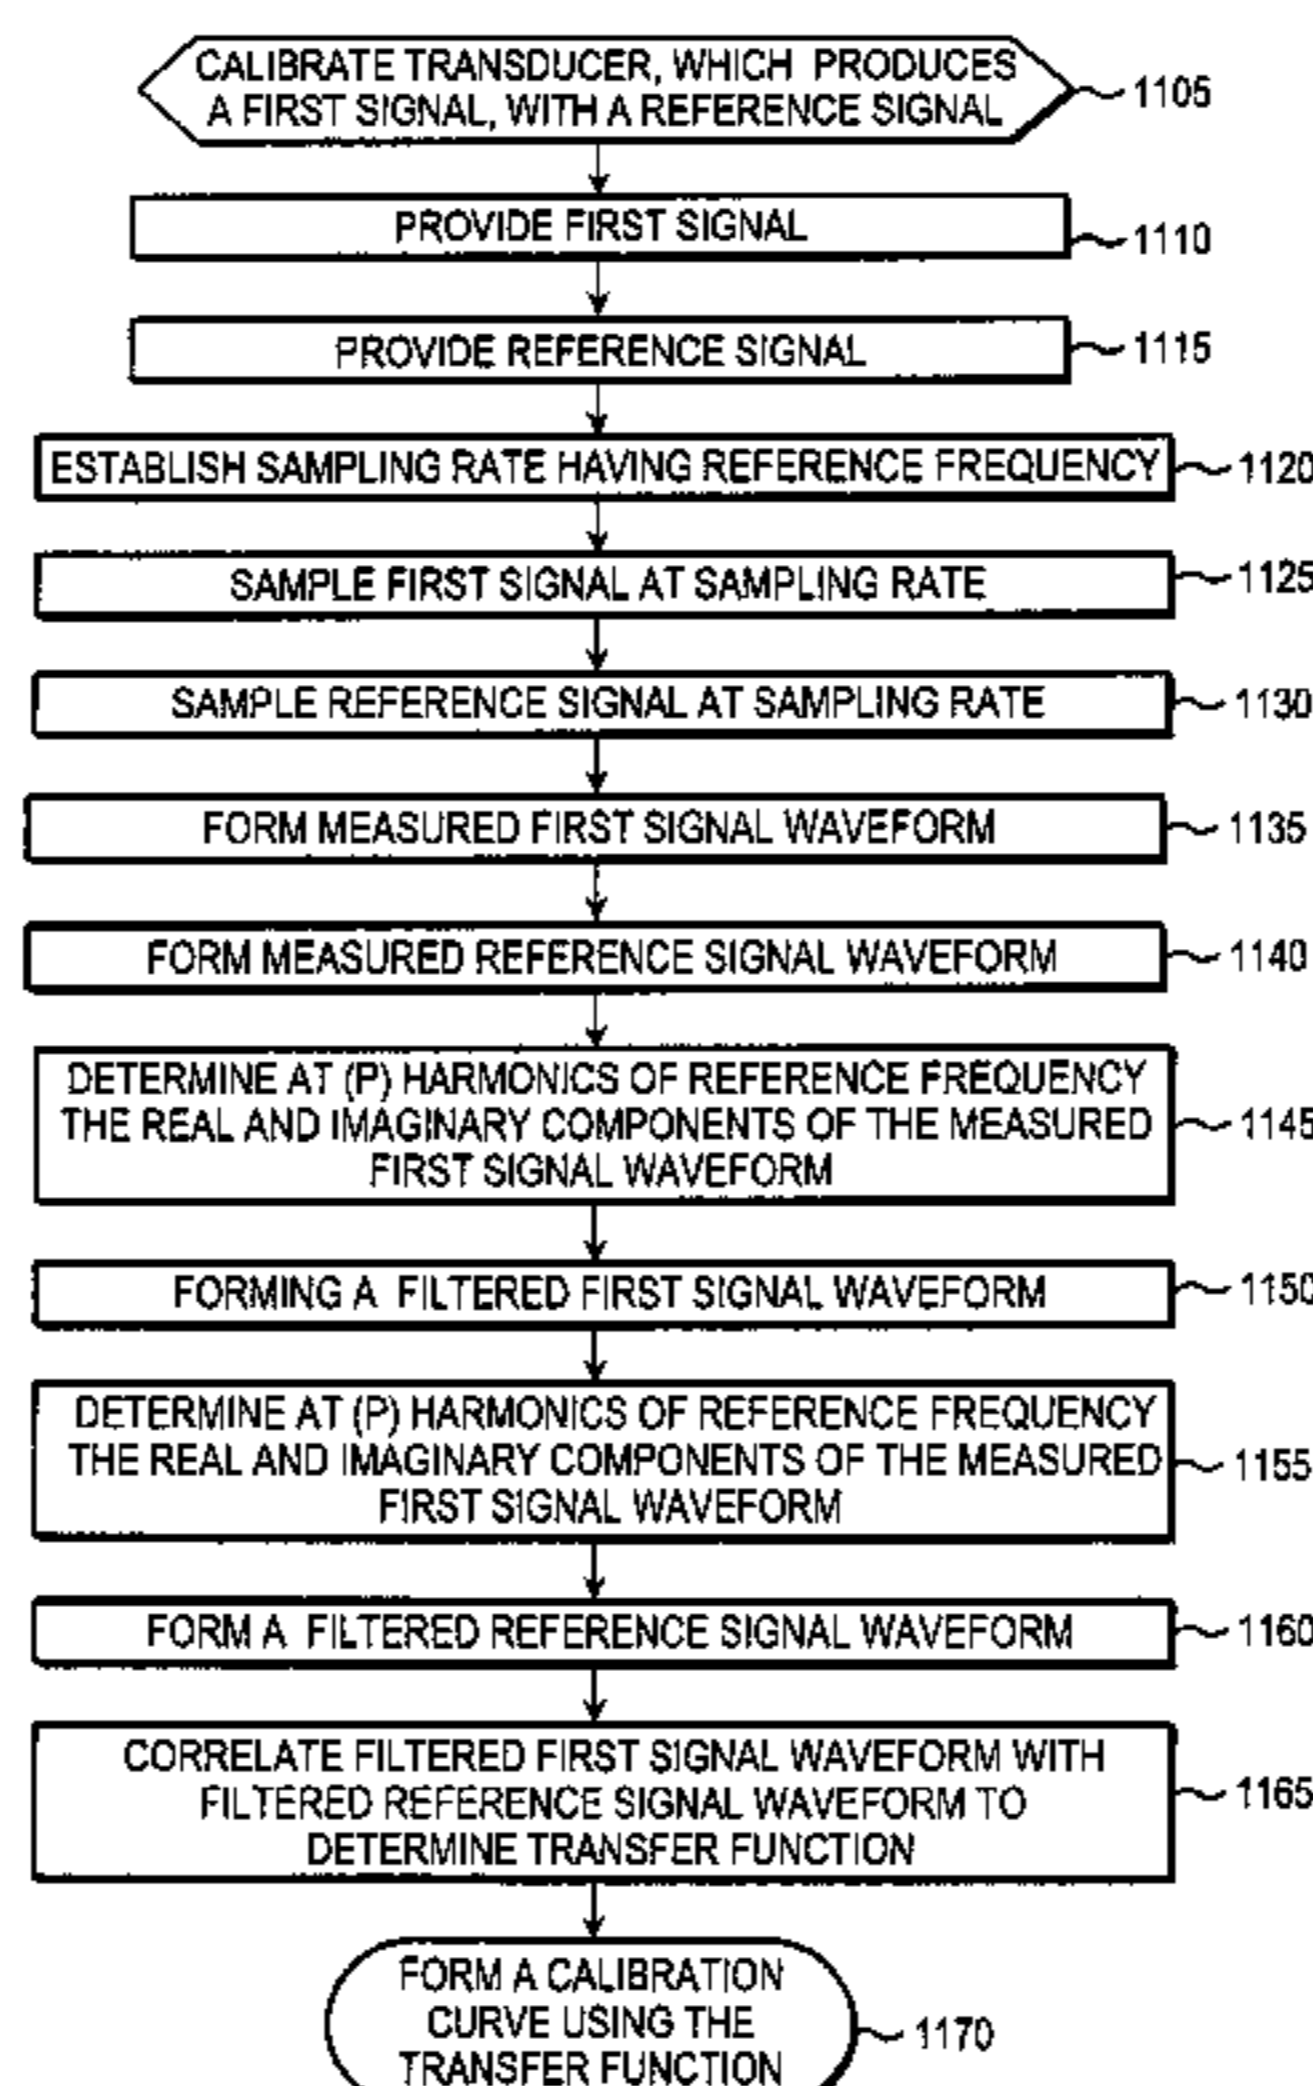 CALIBRATE TRANSDUCER, WHICH PRODUCES
A FIRST SIGNAL, WITH A REFERENCE SIGNAL
1105
PROVIDE FIRST SIGNAL
1110
PROVIDE REFERENCE SIGNAL
1115
ESTABLISH SAMPLING RATE HAVING REFERENCE FREQUENCY
1120
SAMPLE FIRST SIGNAL AT SAMPLING RATE
1125
SAMPLE REFERENCE SIGNAL AT SAMPLING RATE
1130
FORM MEASURED FIRST SIGNAL WAVEFORM
1135
FORM MEASURED REFERENCE SIGNAL WAVEFORM
1140
DETERMINE AT (P) HARMONICS OF REFERENCE FREQUENCY
THE REAL AND IMAGINARY COMPONENTS OF THE MEASURED
FIRST SIGNAL WAVEFORM
1145
FORMING A FILTERED FIRST SIGNAL WAVEFORM
1150
DETERMINE AT (P) HARMONICS OF REFERENCE FREQUENCY
THE REAL AND IMAGINARY COMPONENTS OF THE MEASURED
FIRST SIGNAL WAVEFORM
1155
FORM A FILTERED REFERENCE SIGNAL WAVEFORM
1160
CORRELATE FILTERED FIRST SIGNAL WAVEFORM WITH
FILTERED REFERENCE SIGNAL WAVEFORM TO
DETERMINE TRANSFER FUNCTION
1165
FORM A CALIBRATION
CURVE USING THE
TRANSFER FUNCTION
1170